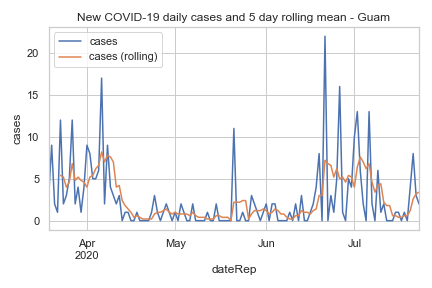 New COVID-19 daily cases and 5 day rolling mean - Guam
cases
cases (rolling)
20
15
10
5
0
cases
Apr
2020
May
Jun
Jul
dateRep